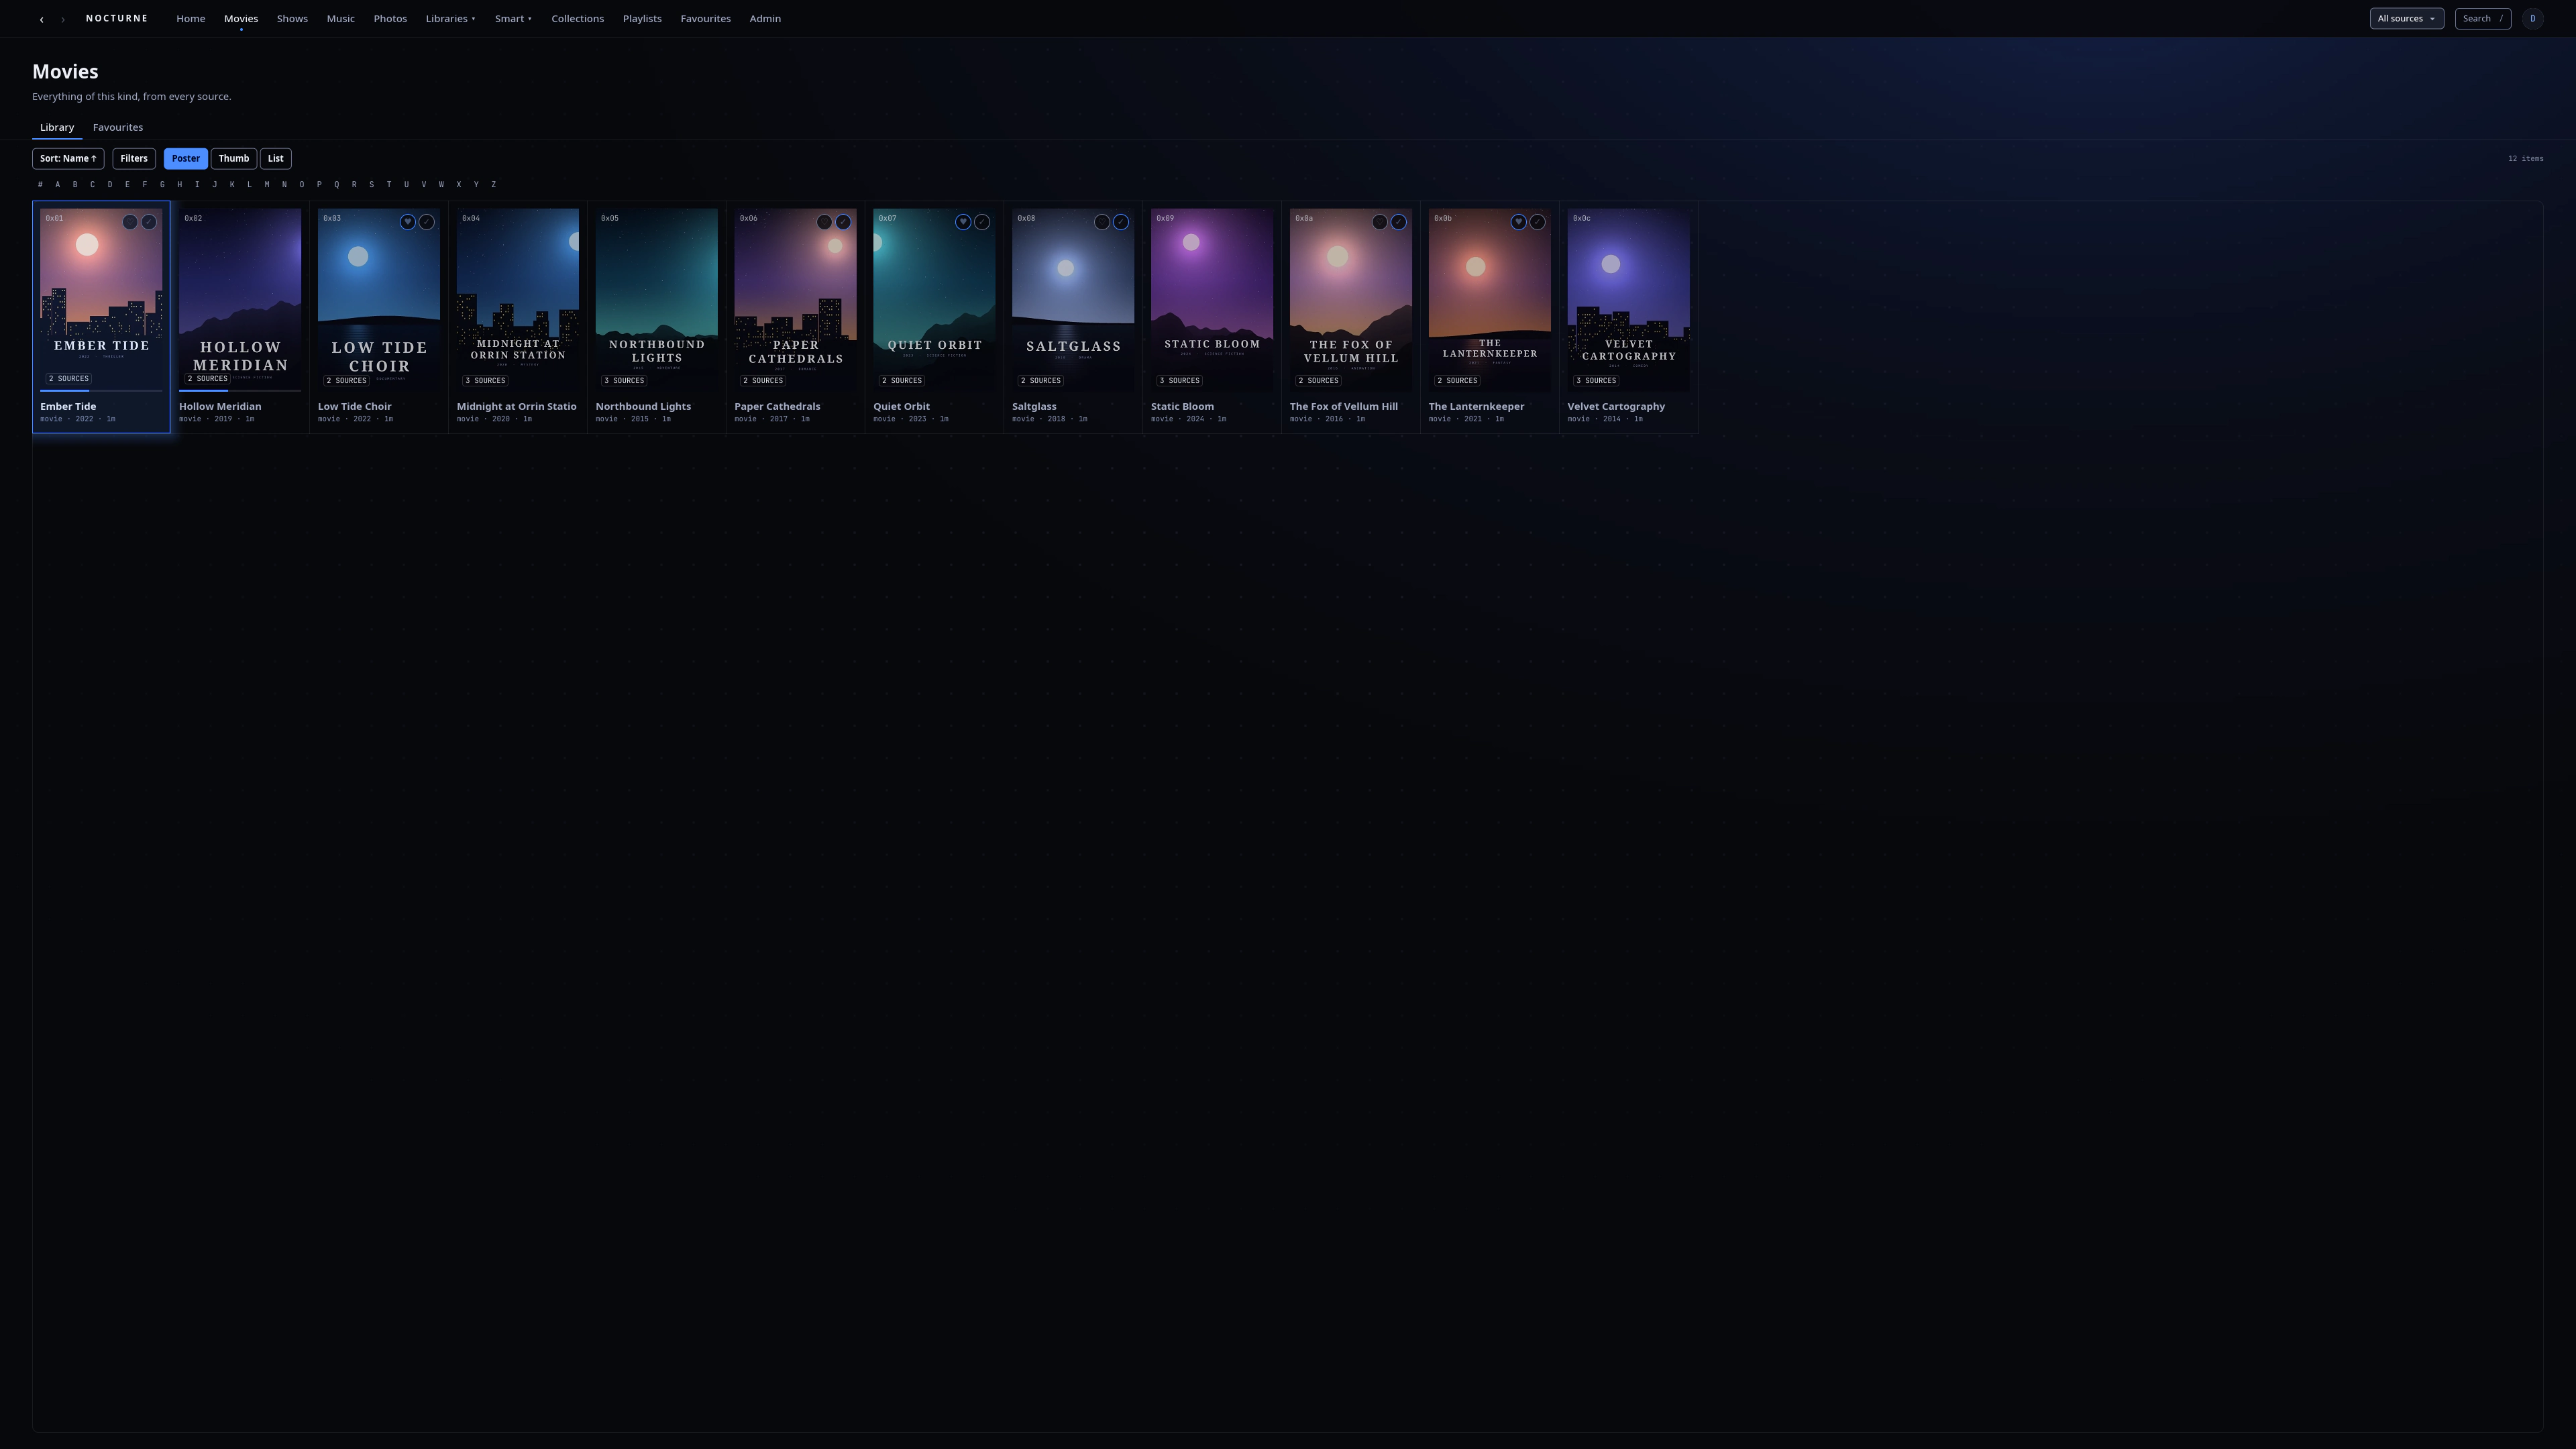 ‹ › NOCTURNE Home Movies Shows Music Photos Libraries ▾ Smart ▾ Collections Playlists Favourites Admin All sources ▾ Search / D
Movies
Everything of this kind, from every source.
Library Favourites
Sort: Name ↑ Filters Poster Thumb List 12 items
# A B C D E F G H I J K L M N O P Q R S T U V W X Y Z
0x01
EMBER TIDE
2 SOURCES
Ember Tide
movie · 2022 · 1m
0x02
HOLLOW
MERIDIAN
2 SOURCES
Hollow Meridian
movie · 2019 · 1m
0x03
LOW TIDE
CHOIR
2 SOURCES
Low Tide Choir
movie · 2022 · 1m
0x04
MIDNIGHT AT
ORRIN STATION
3 SOURCES
Midnight at Orrin Statio
movie · 2020 · 1m
0x05
NORTHBOUND
LIGHTS
3 SOURCES
Northbound Lights
movie · 2015 · 1m
0x06
PAPER
CATHEDRALS
2 SOURCES
Paper Cathedrals
movie · 2017 · 1m
0x07
QUIET ORBIT
2 SOURCES
Quiet Orbit
movie · 2023 · 1m
0x08
SALTGLASS
2 SOURCES
Saltglass
movie · 2018 · 1m
0x09
STATIC BLOOM
3 SOURCES
Static Bloom
movie · 2024 · 1m
0x0a
THE FOX OF
VELLUM HILL
2 SOURCES
The Fox of Vellum Hill
movie · 2016 · 1m
0x0b
THE
LANTERNKEEPER
2 SOURCES
The Lanternkeeper
movie · 2021 · 1m
0x0c
VELVET
CARTOGRAPHY
3 SOURCES
Velvet Cartography
movie · 2014 · 1m